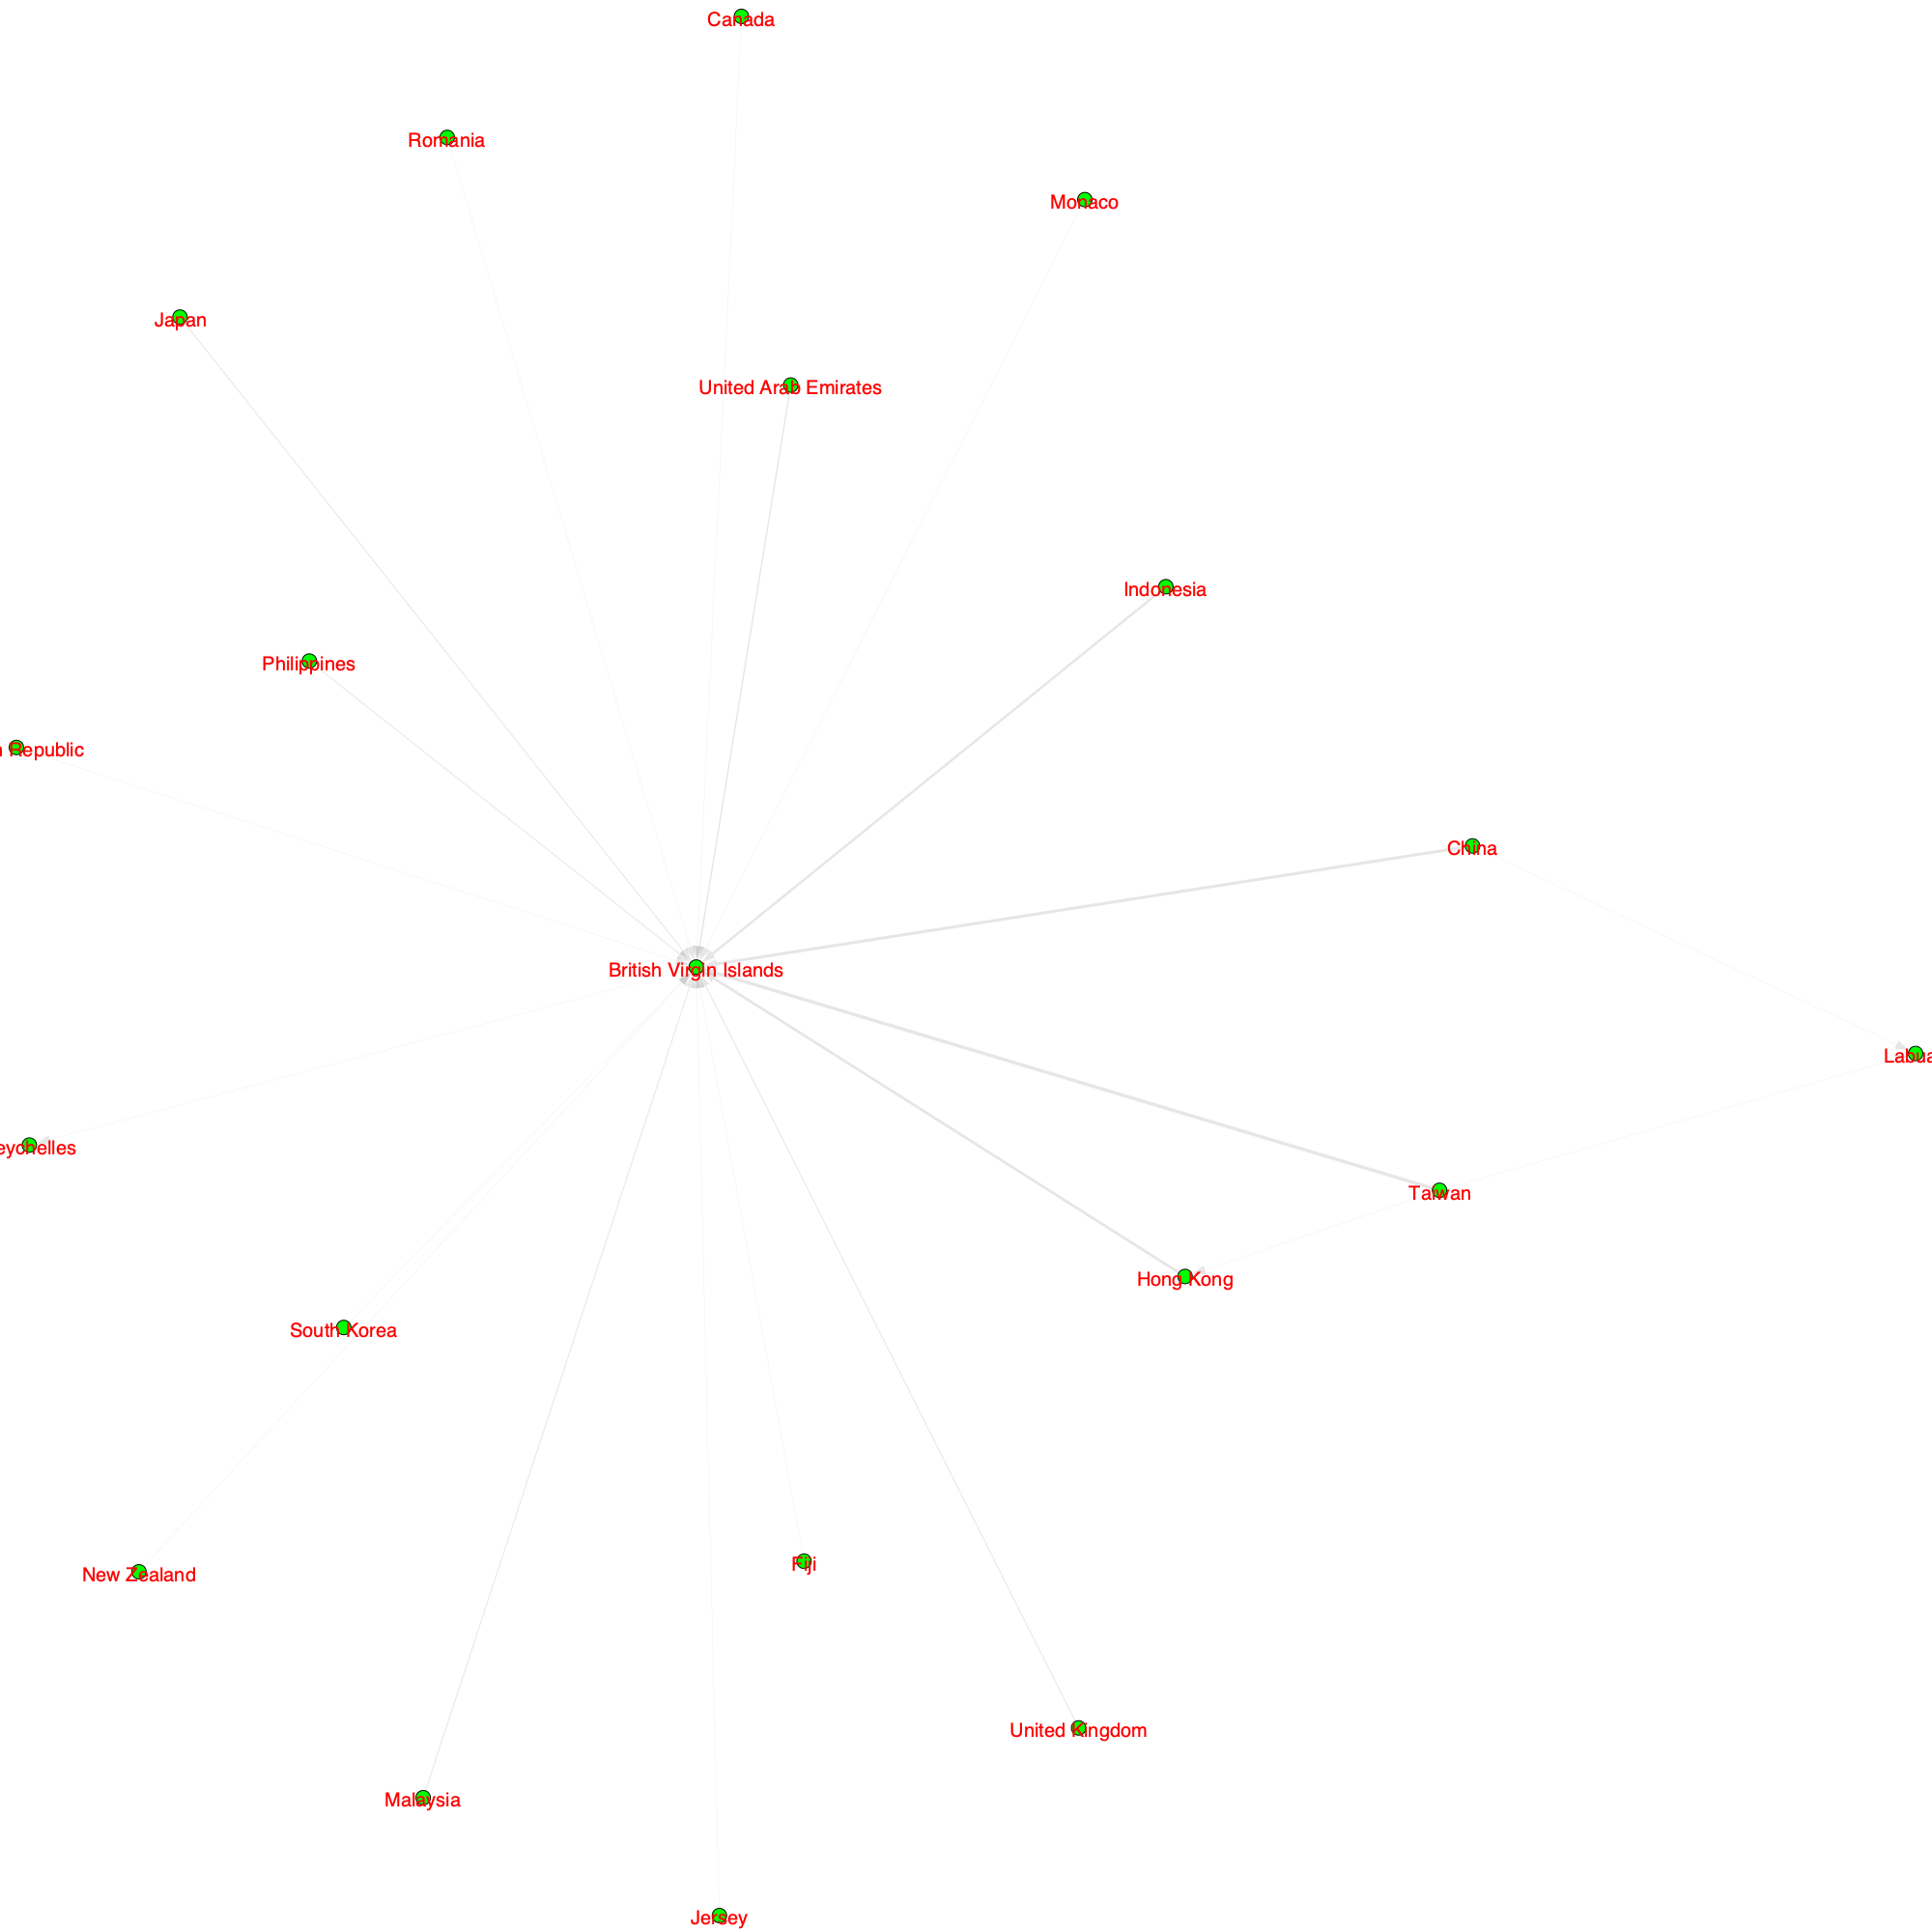 Canada
Romania
Monaco
Japan
United Arab Emirates
Indonesia
Philippines
Republic
China
British Virgin Islands
Labua
eychelles
Taiwan
Hong Kong
South Korea
Fiji
New Zealand
United Kingdom
Malaysia
Jersey